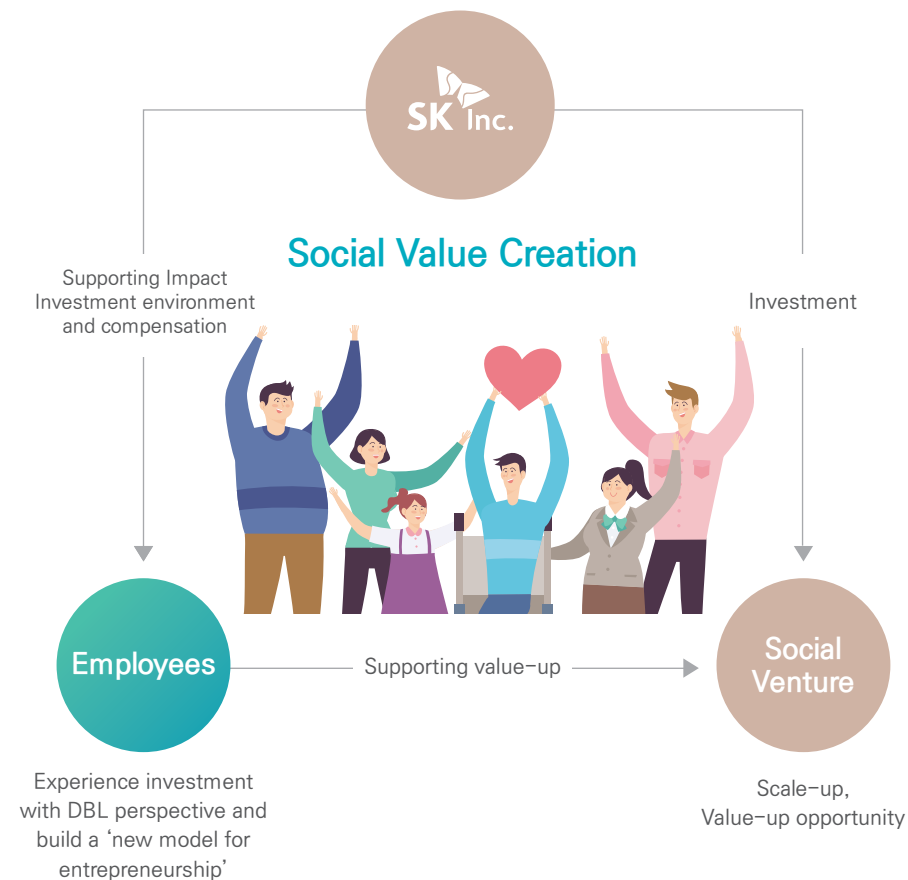 SK Inc.
Social Value Creation
Supporting Impact
Investment environment
and compensation
Investment
Employees
Supporting value-up
Social
Venture
Experience investment
with DBL perspective and
build a ‘new model for
entrepreneurship’
Scale-up,
Value-up opportunity